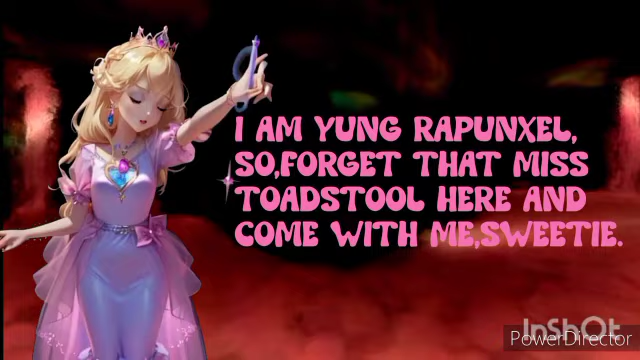 I AM YUNG RAPUNXEL,
SO,FORGET THAT MISS
TOADSTOOL HERE AND
COME WITH ME,SWEETIE.
InShOt
PowerDirector